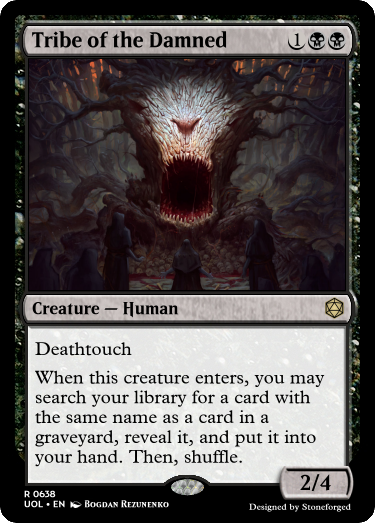 Tribe of the Damned 1
Creature — Human
Deathtouch
When this creature enters, you may
search your library for a card with
the same name as a card in a
graveyard, reveal it, and put it into
your hand. Then, shuffle.
2/4
R 0638
UOL • EN Bogdan Rezunenko
Designed by Stoneforged